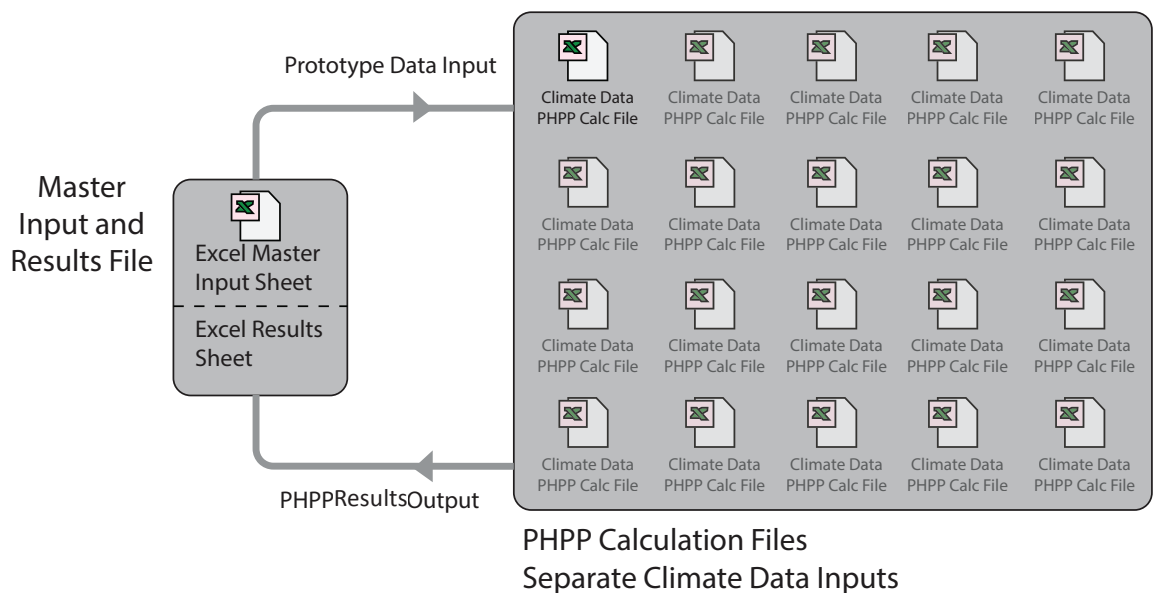 Prototype Data Input
Master
Input and
Results File
Excel Master
Input Sheet
Excel Results
Sheet
PHPPResultsOutput
Climate Data Climate Data Climate Data Climate Data Climate Data
PHPP Calc File PHPP Calc File PHPP Calc File PHPP Calc File PHPP Calc File
Climate Data Climate Data Climate Data Climate Data Climate Data
PHPP Calc File PHPP Calc File PHPP Calc File PHPP Calc File PHPP Calc File
Climate Data Climate Data Climate Data Climate Data Climate Data
PHPP Calc File PHPP Calc File PHPP Calc File PHPP Calc File PHPP Calc File
Climate Data Climate Data Climate Data Climate Data Climate Data
PHPP Calc File PHPP Calc File PHPP Calc File PHPP Calc File PHPP Calc File
PHPP Calculation Files
Separate Climate Data Inputs